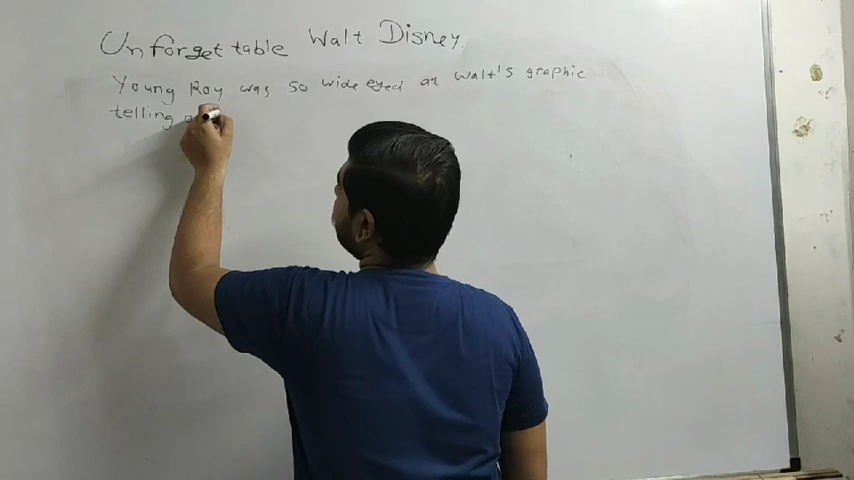 Unforgettable Walt Disney.
Young Roy was so wide eyed at Walt's graphic
telling